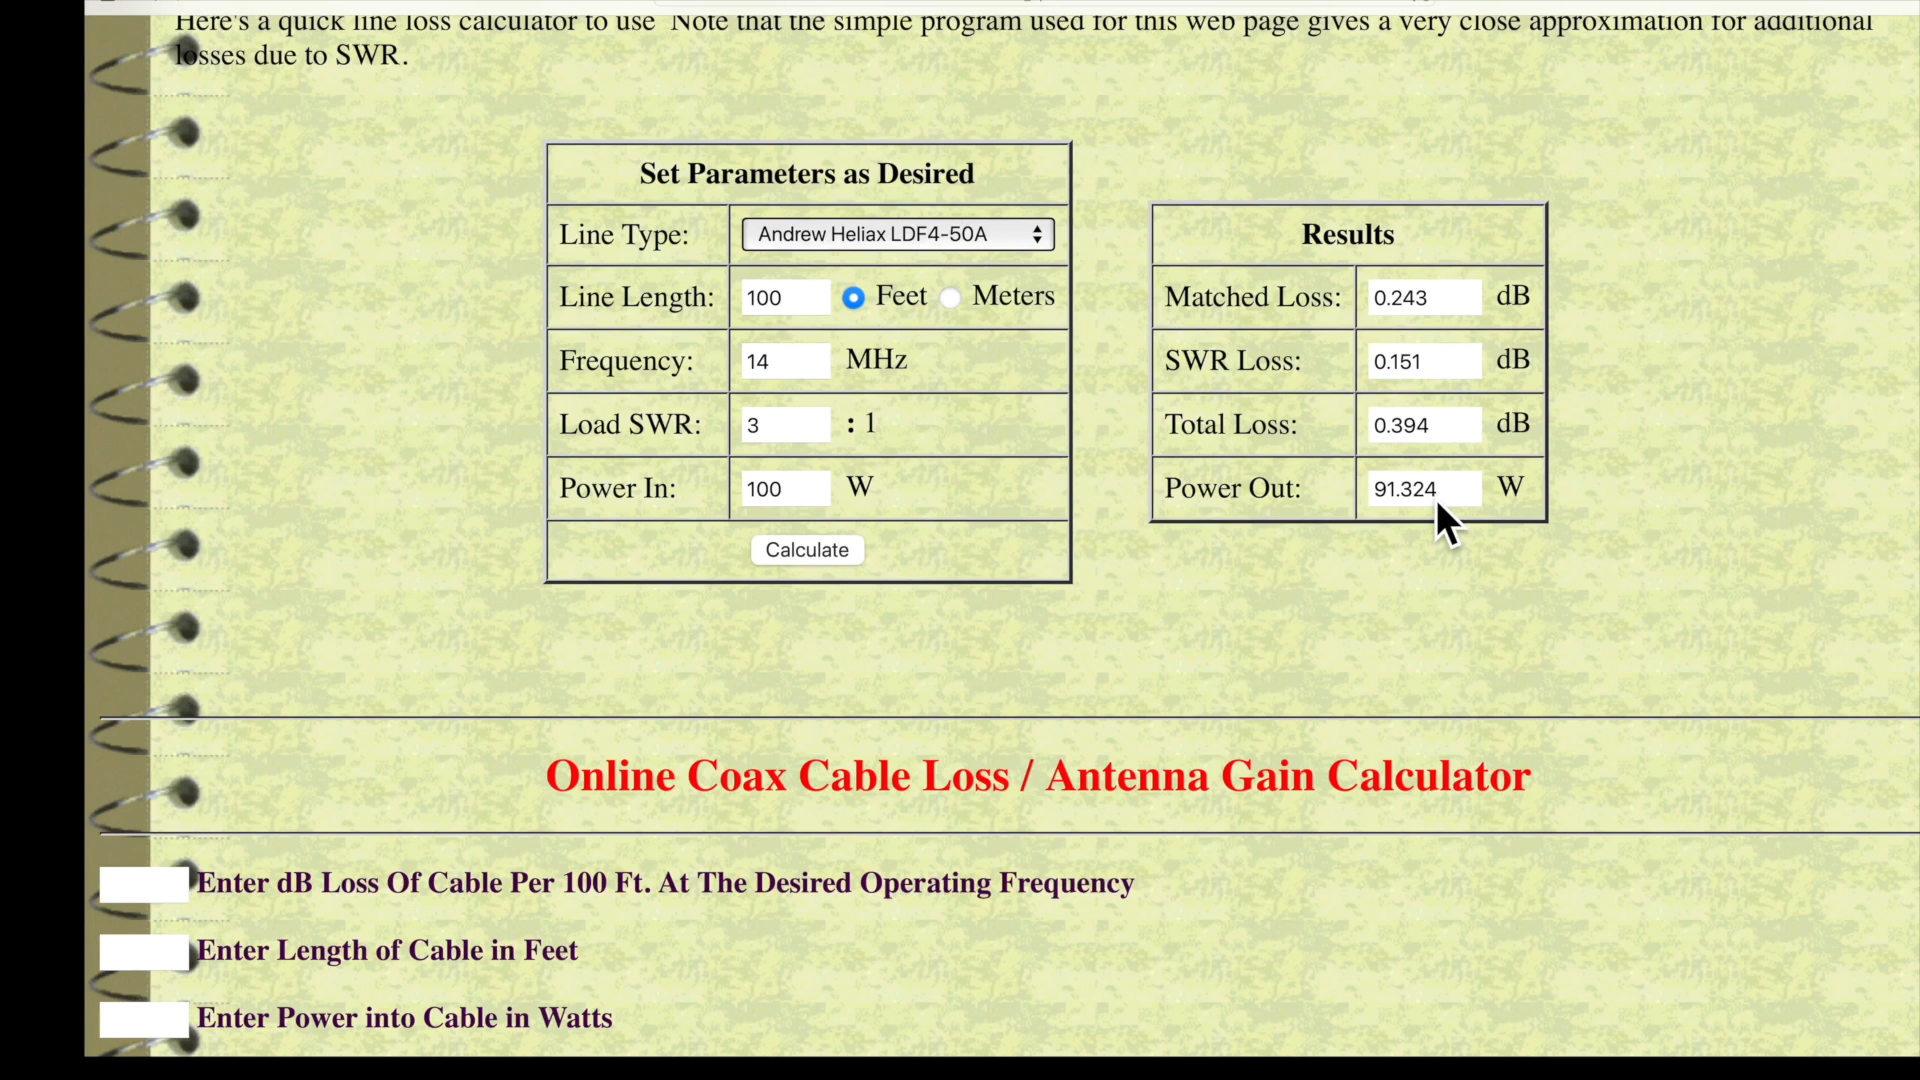 Here's a quick line loss calculator to use Note that the simple program used for this web page gives a very close approximation for additional
losses due to SWR.
Set Parameters as Desired
Line Type: Andrew Heliax LDF4-50A
Line Length: 100 Feet Meters
Frequency: 14 MHz
Load SWR: 3 : 1
Power In: 100 W
Calculate
Results
Matched Loss: 0.243 dB
SWR Loss: 0.151 dB
Total Loss: 0.394 dB
Power Out: 91.324 W
Online Coax Cable Loss / Antenna Gain Calculator
Enter dB Loss Of Cable Per 100 Ft. At The Desired Operating Frequency
Enter Length of Cable in Feet
Enter Power into Cable in Watts